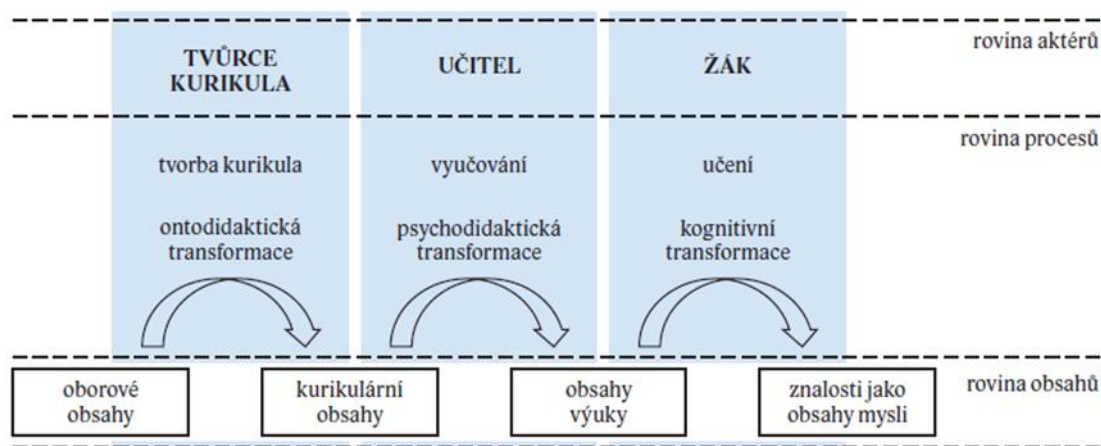 rovina aktérů
TVŮRCE
KURIKULA
UČITEL
ŽÁK
rovina procesů
tvorba kurikula
vyučování
učení
ontodidaktická
transformace
psychodidaktická
transformace
kognitivní
transformace
rovina obsahů
oborové
obsahy
kurikulární
obsahy
obsahy
výuky
znalosti jako
obsahy mysli